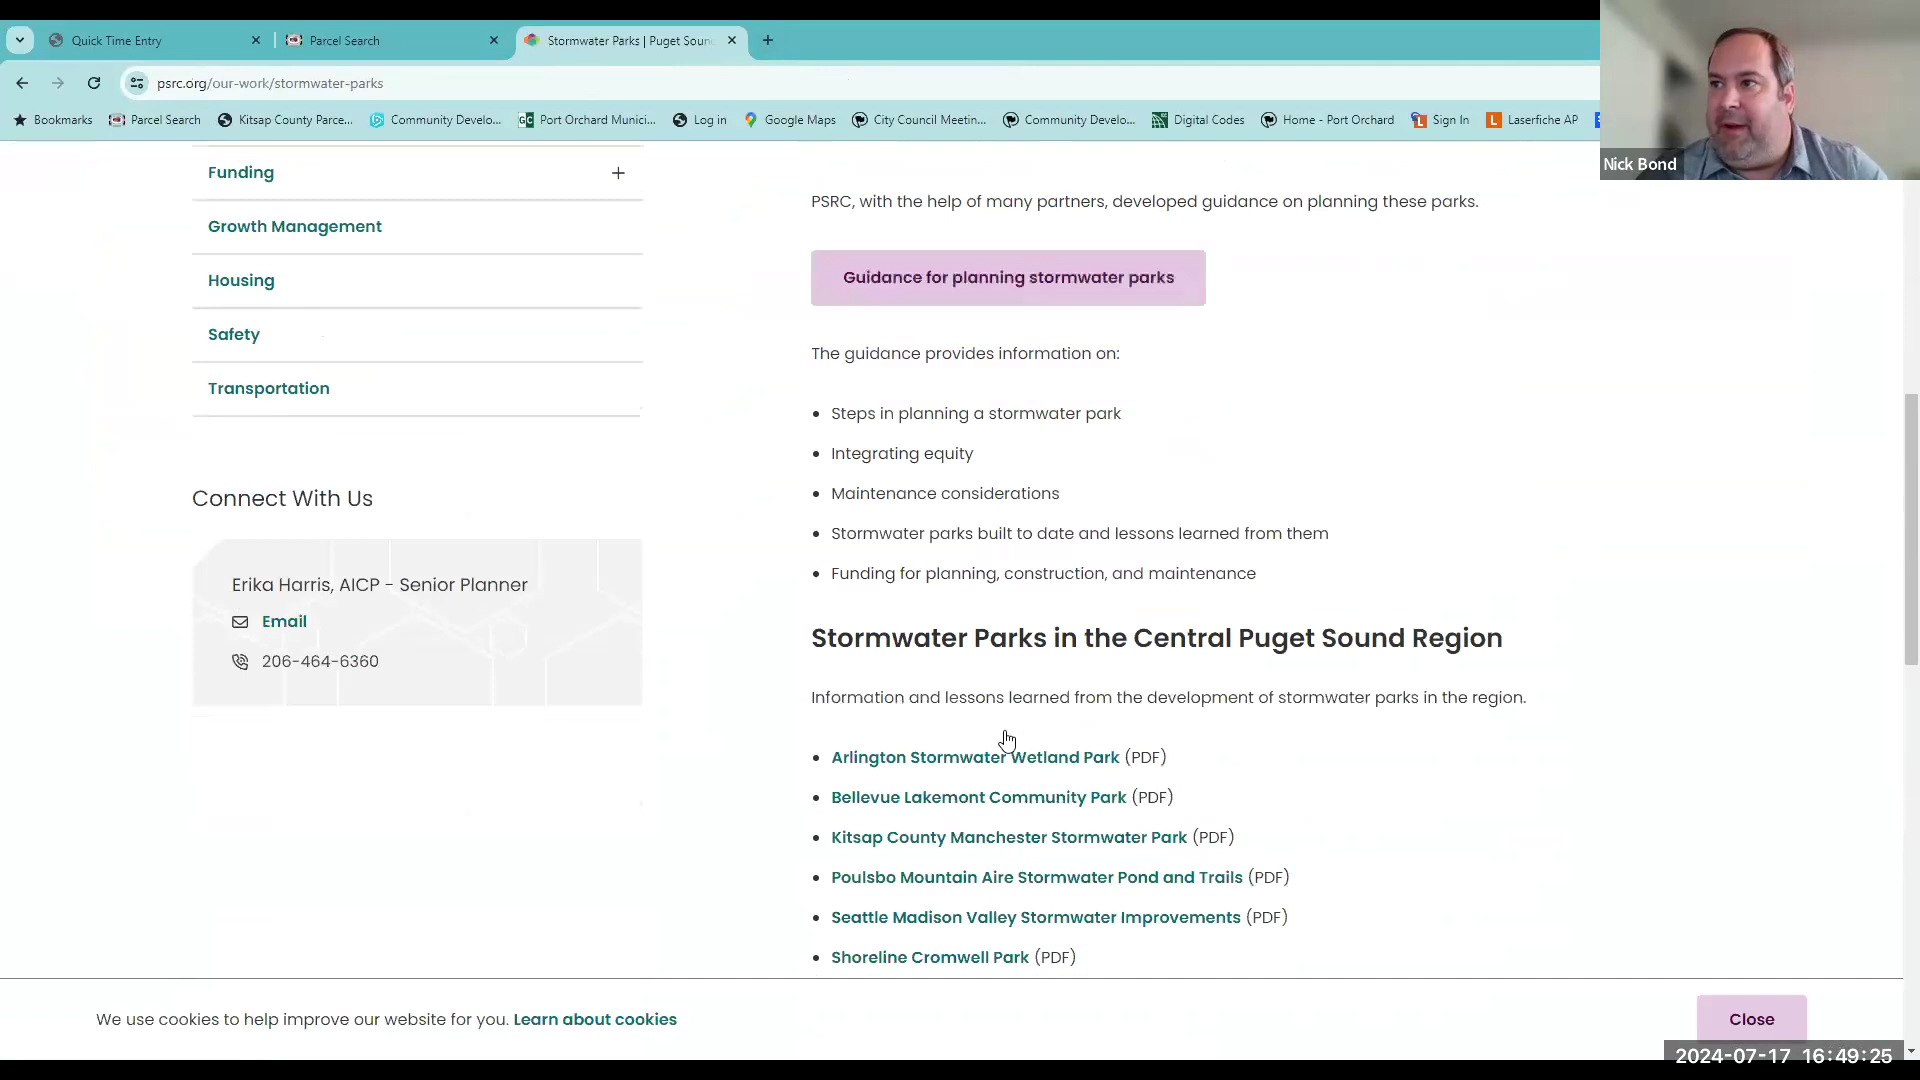 Quick Time Entry
Parcel Search
Stormwater Parks | Puget Soun
psrc.org/our-work/stormwater-parks
Bookmarks
Parcel Search
Kitsap County Parce...
Community Develo...
Port Orchard Munici...
Log in
Google Maps
City Council Meetin...
Community Develo...
Digital Codes
Home - Port Orchard
Sign In
Laserfiche AP
Nick Bond
Funding
Growth Management
Housing
Safety
Transportation
Connect With Us
Erika Harris, AICP - Senior Planner
Email
206-464-6360
PSRC, with the help of many partners, developed guidance on planning these parks.
Guidance for planning stormwater parks
The guidance provides information on:
• Steps in planning a stormwater park
• Integrating equity
• Maintenance considerations
• Stormwater parks built to date and lessons learned from them
• Funding for planning, construction, and maintenance
Stormwater Parks in the Central Puget Sound Region
Information and lessons learned from the development of stormwater parks in the region.
• Arlington Stormwater Wetland Park (PDF)
• Bellevue Lakemont Community Park (PDF)
• Kitsap County Manchester Stormwater Park (PDF)
• Poulsbo Mountain Aire Stormwater Pond and Trails (PDF)
• Seattle Madison Valley Stormwater Improvements (PDF)
• Shoreline Cromwell Park (PDF)
We use cookies to help improve our website for you. Learn about cookies
Close
2024-07-17 16:49:25